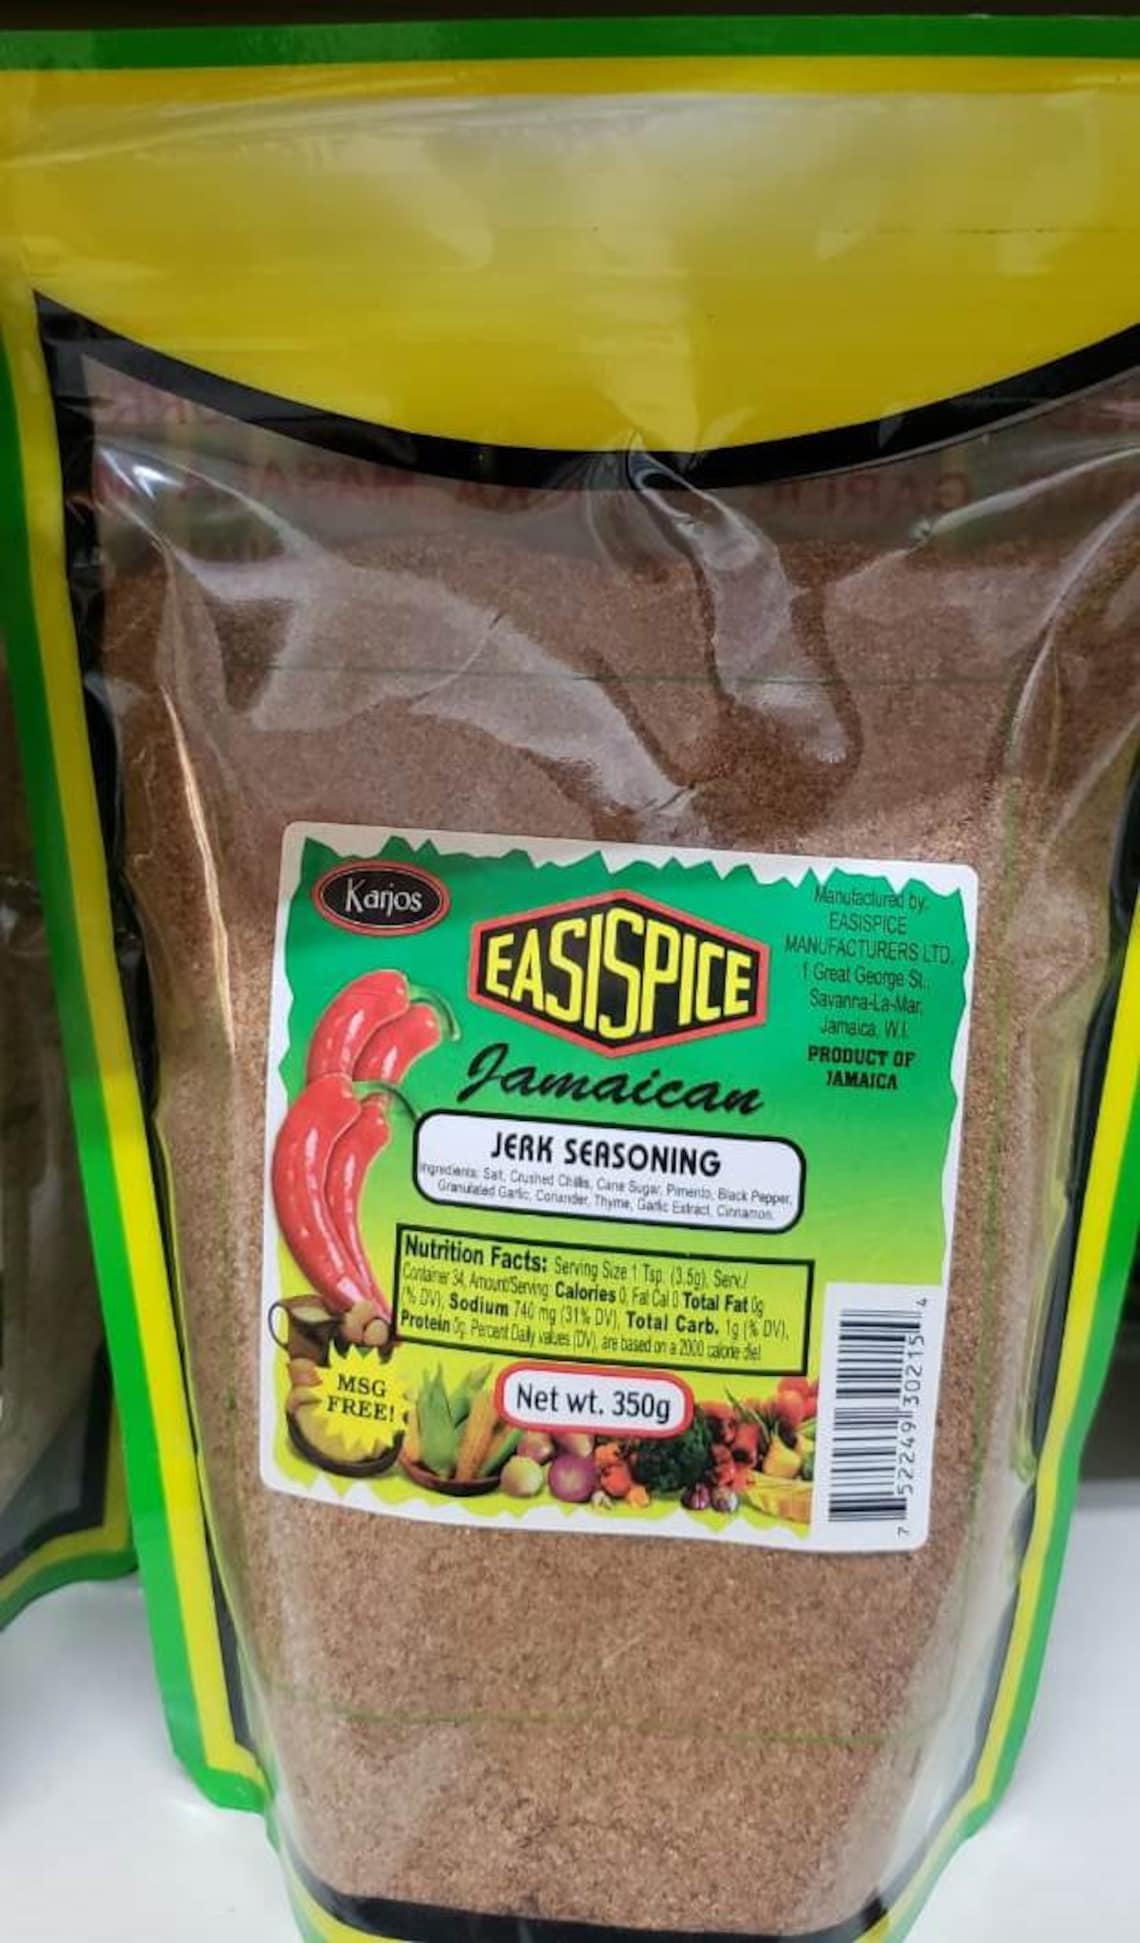 Karjos
EASISPICE
Jamaican
JERK SEASONING
Ingredients: Salt, Crushed Chillis, Cane Sugar, Pimento, Black Pepper,
Granulated Garlic, Coriander, Thyme, Garlic Extract, Cinnamon.
Manufactured by:
EASISPICE
MANUFACTURERS LTD.
1 Great George St.,
Savanna-La-Mar,
Jamaica, W.I.
PRODUCT OF
JAMAICA
Nutrition Facts: Serving Size 1 Tsp. (3.5g), Serv./
Container 34, Amount/Serving: Calories 0, Fat Cal 0 Total Fat 0g
(% DV), Sodium 740 mg (31% DV), Total Carb. 1g (% DV),
Protein 0g. Percent Daily values (DV), are based on a 2000 calorie diet
MSG
FREE!
Net wt. 350g
7 52249 30215 4